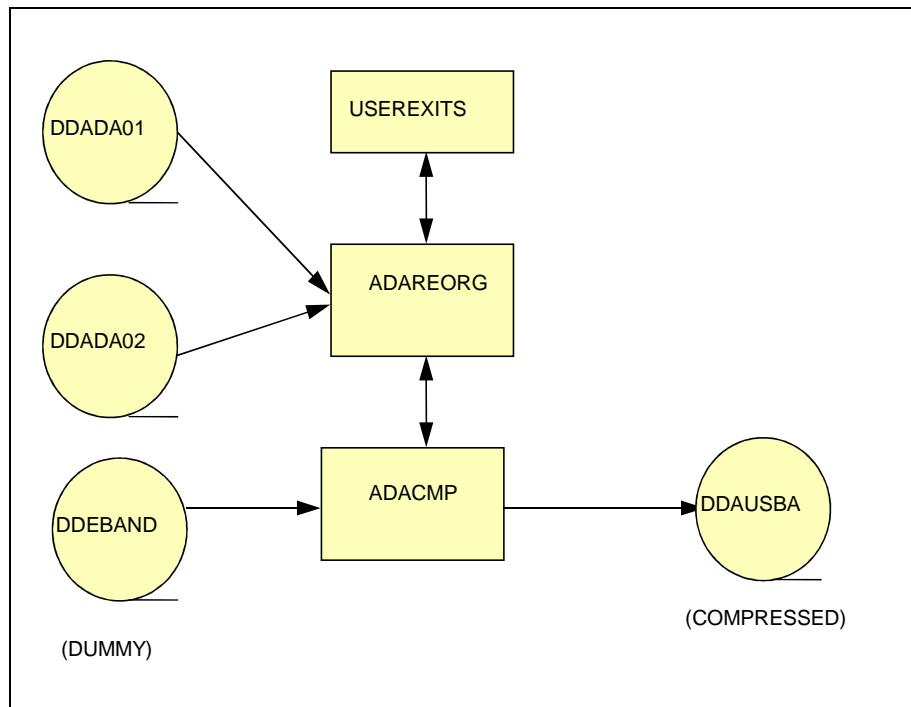 DDADA01
USEREXITS
ADAREORG
DDADA02
ADACMP
DDEBAND
DDAUSBA
(COMPRESSED)
(DUMMY)